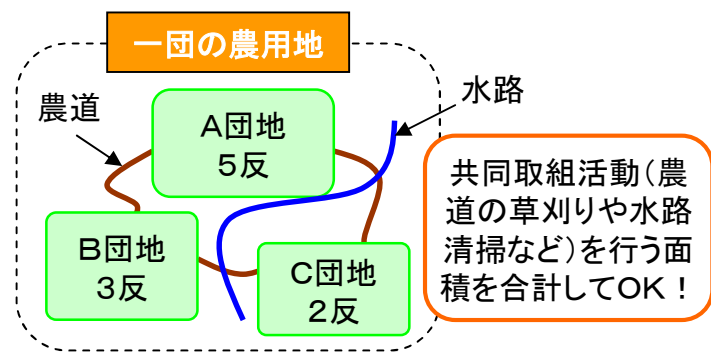 一団の農用地
農道
水路
A団地
5反
B団地
3反
C団地
2反
共同取組活動（農
道の草刈りや水路
清掃など）を行う面
積を合計してOK！